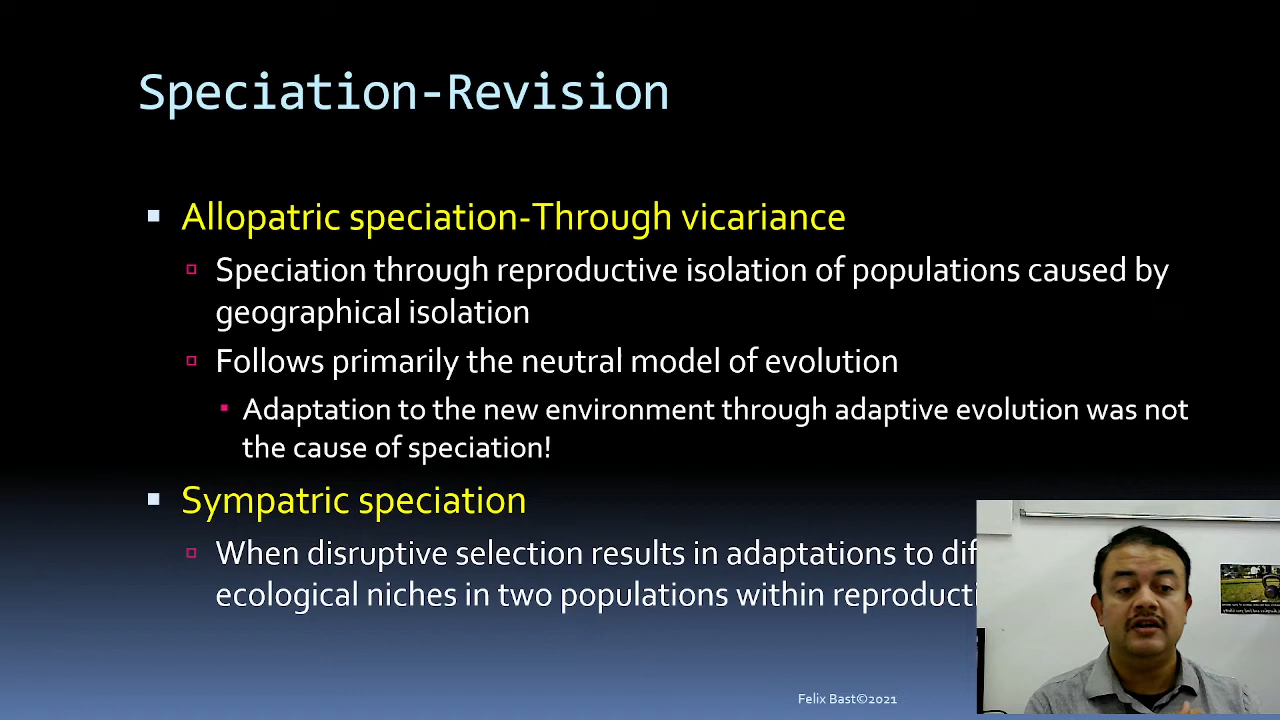 Speciation-Revision
Allopatric speciation-Through vicariance
Speciation through reproductive isolation of populations caused by
geographical isolation
Follows primarily the neutral model of evolution
Adaptation to the new environment through adaptive evolution was not
the cause of speciation!
Sympatric speciation
When disruptive selection results in adaptations to
ecological niches in two populations within
Felix Bast©2021